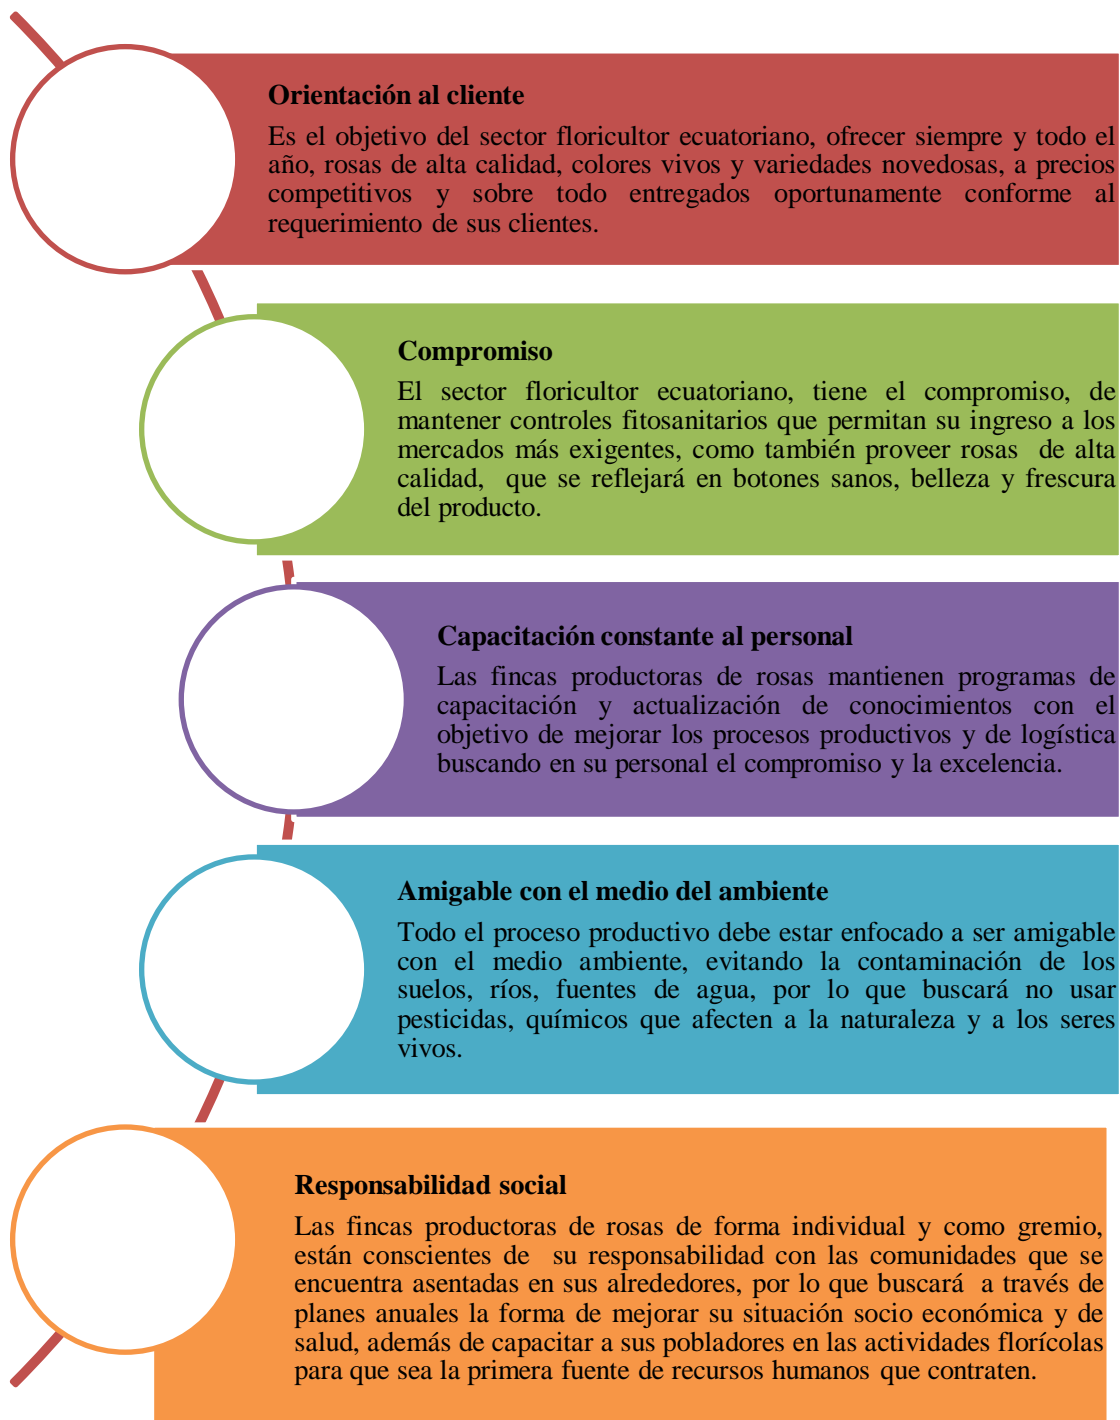 Orientación al cliente
Es el objetivo del sector floricultor ecuatoriano, ofrecer siempre y todo el
año, rosas de alta calidad, colores vivos y variedades novedosas, a precios
competitivos y sobre todo entregados oportunamente conforme al
requerimiento de sus clientes.
Compromiso
El sector floricultor ecuatoriano, tiene el compromiso, de
mantener controles fitosanitarios que permitan su ingreso a los
mercados más exigentes, como también proveer rosas de alta
calidad, que se reflejará en botones sanos, belleza y frescura
del producto.
Capacitación constante al personal
Las fincas productoras de rosas mantienen programas de
capacitación y actualización de conocimientos con el
objetivo de mejorar los procesos productivos y de logística
buscando en su personal el compromiso y la excelencia.
Amigable con el medio del ambiente
Todo el proceso productivo debe estar enfocado a ser amigable
con el medio ambiente, evitando la contaminación de los
suelos, ríos, fuentes de agua, por lo que buscará no usar
pesticidas, químicos que afecten a la naturaleza y a los seres
vivos.
Responsabilidad social
Las fincas productoras de rosas de forma individual y como gremio,
están conscientes de su responsabilidad con las comunidades que se
encuentra asentadas en sus alrededores, por lo que buscará a través de
planes anuales la forma de mejorar su situación socio económica y de
salud, además de capacitar a sus pobladores en las actividades florícolas
para que sea la primera fuente de recursos humanos que contraten.